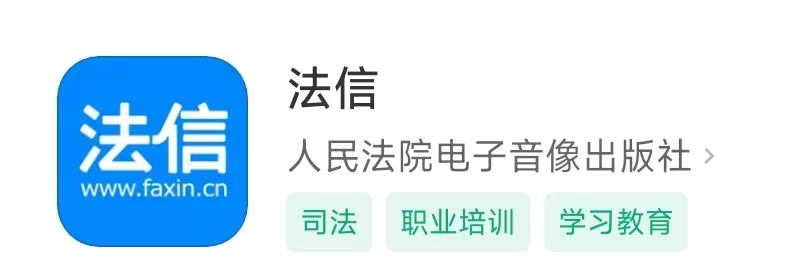 法信
www.faxin.cn
法信
人民法院电子音像出版社
司法 职业培训 学习教育